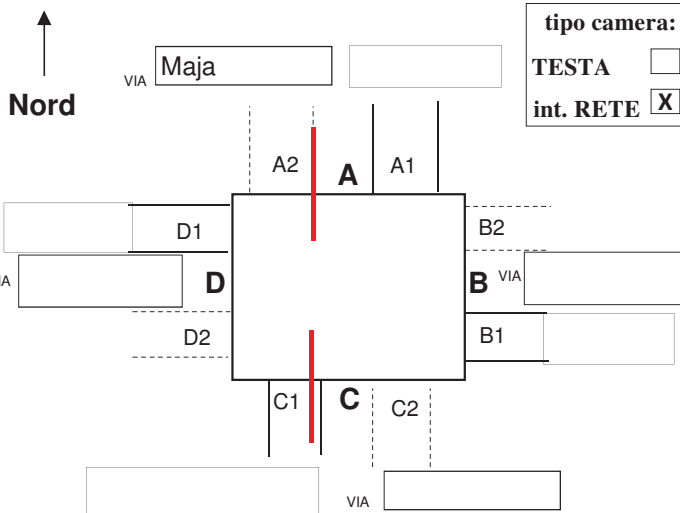 tipo camera:
VIA Maja
TESTA
Nord
int. RETE X
A2 A A1
D1 B2
VIA D B VIA
D2 B1
C1 C C2
VIA